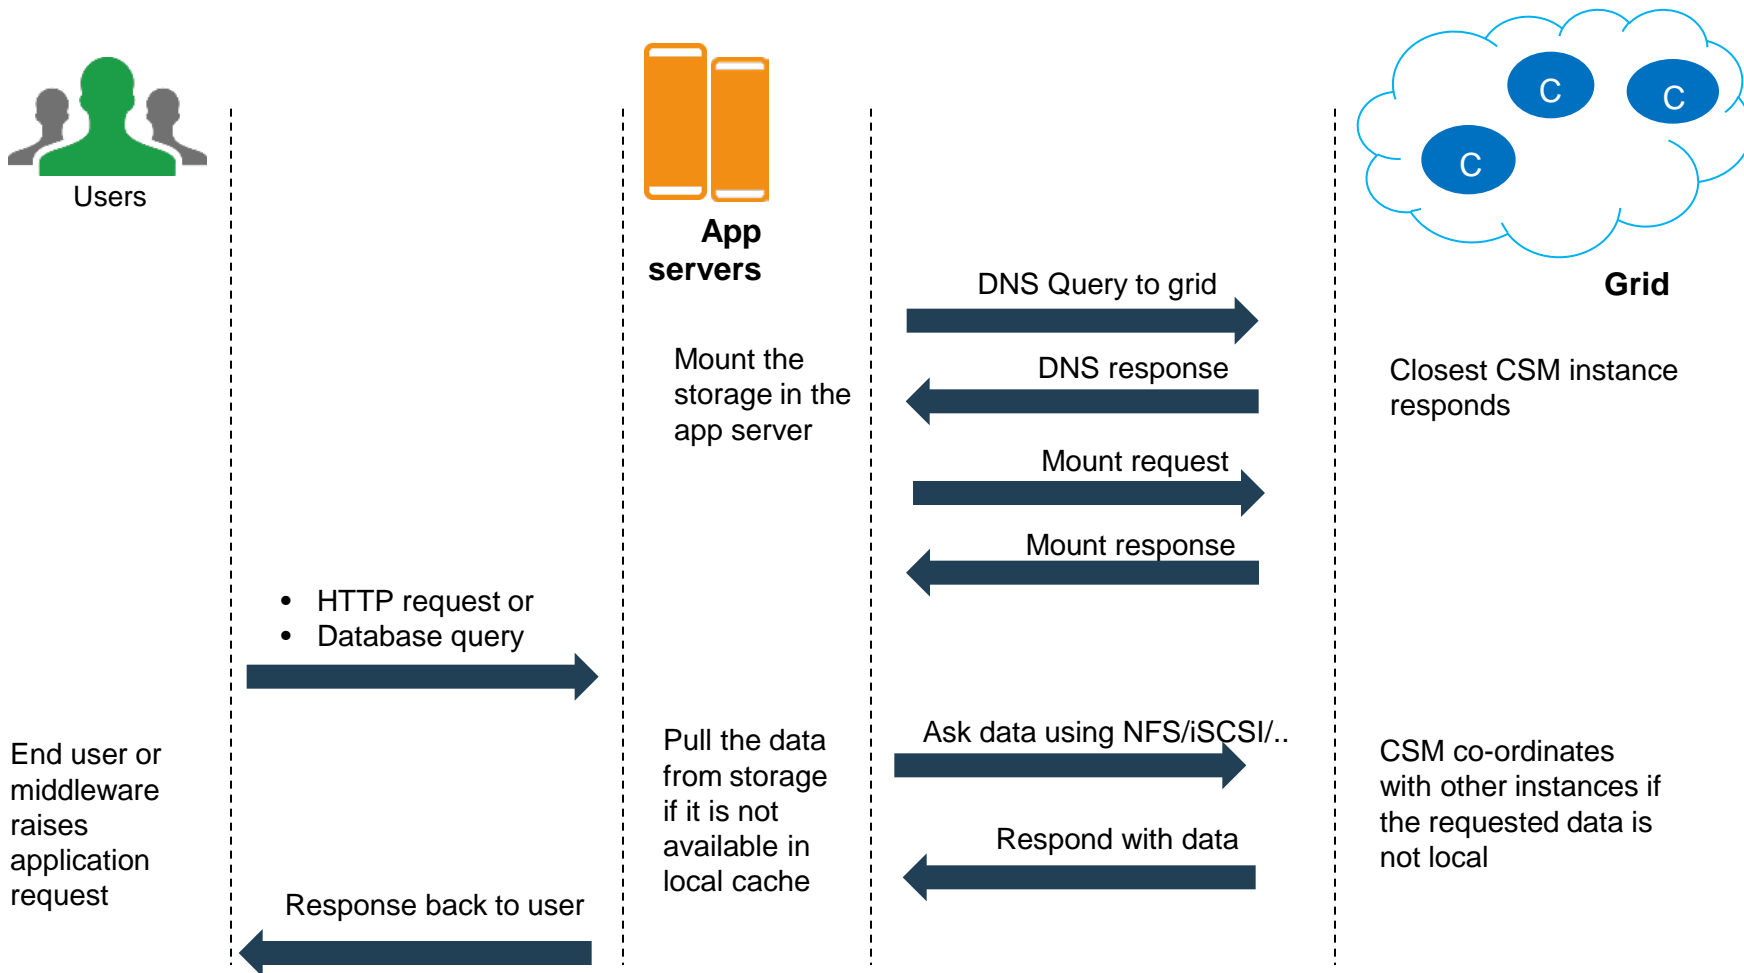 C
C
C
Users
App
servers
Grid
DNS Query to grid
Mount the
storage in the
app server
DNS response
Closest CSM instance
responds
Mount request
Mount response
• HTTP request or
• Database query
End user or
middleware
raises
application
request
Pull the data
from storage
if it is not
available in
local cache
Ask data using NFS/iSCSI/..
CSM co-ordinates
with other instances if
the requested data is
not local
Respond with data
Response back to user